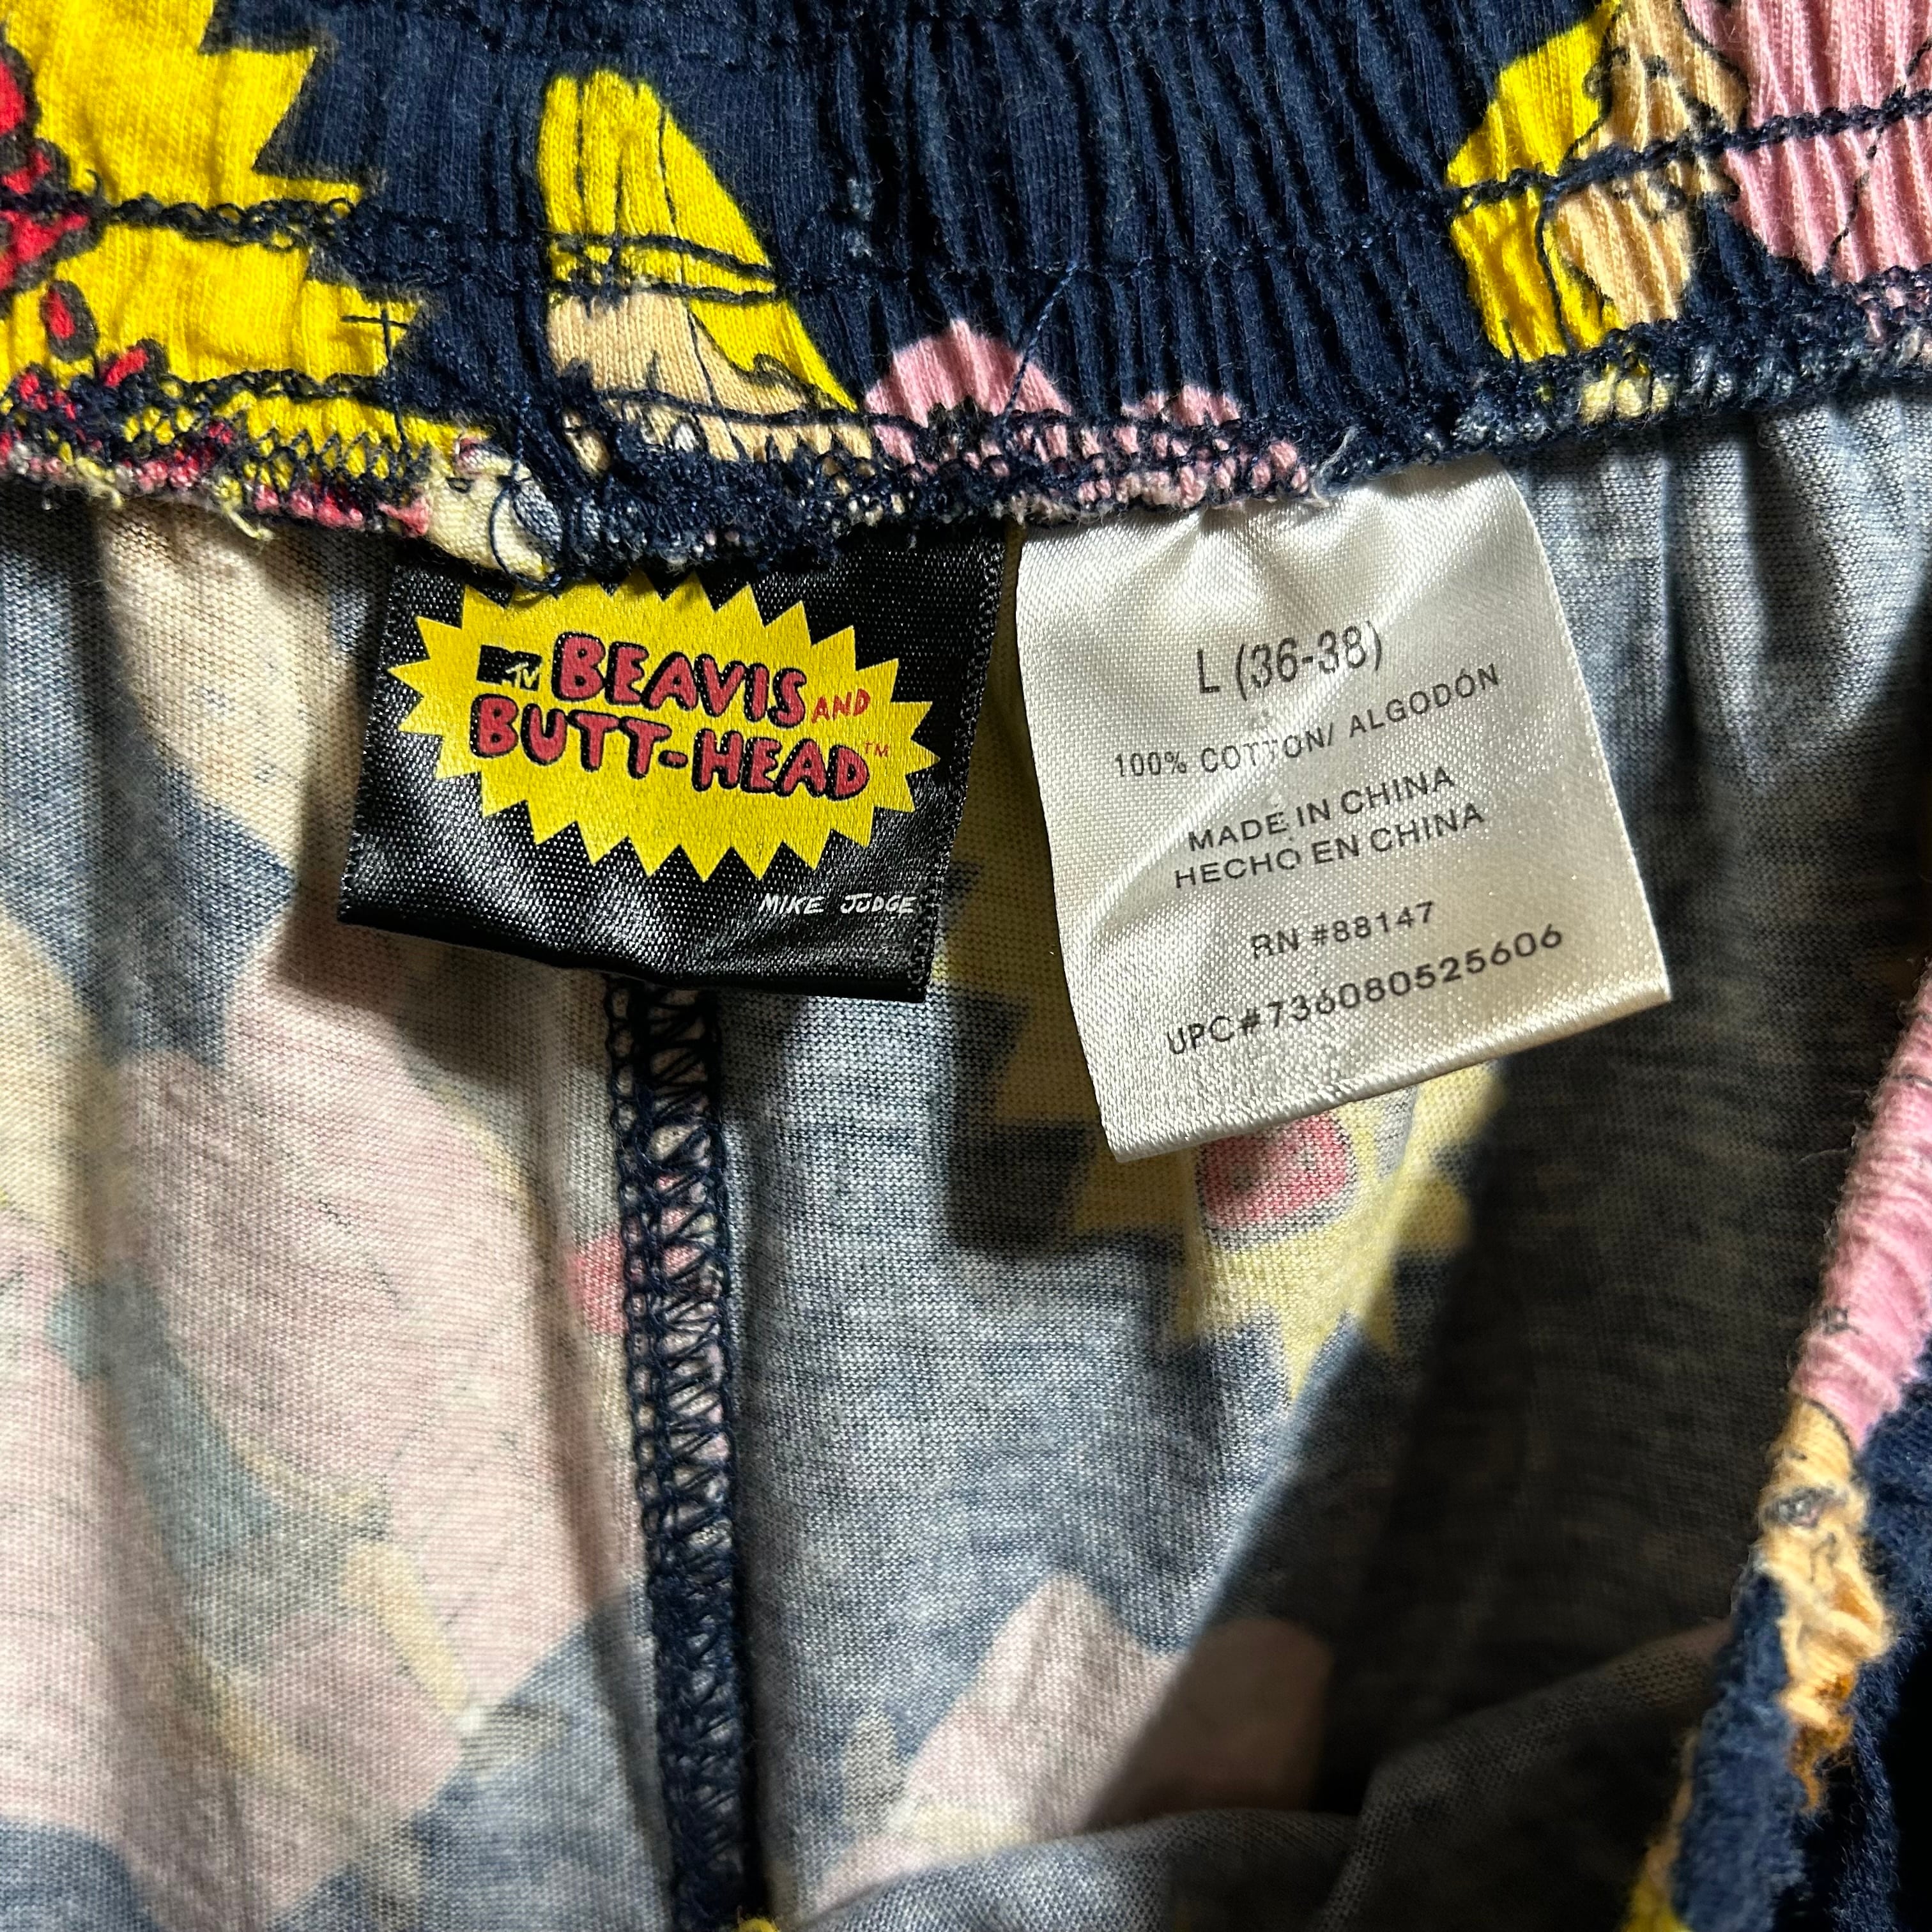 MTV BEAVIS AND
BUTT-HEAD™
MIKE JUDGE
L (36-38)
100% COTTON/ ALGODÓN
MADE IN CHINA
HECHO EN CHINA
RN #88147
UPC#736080525606